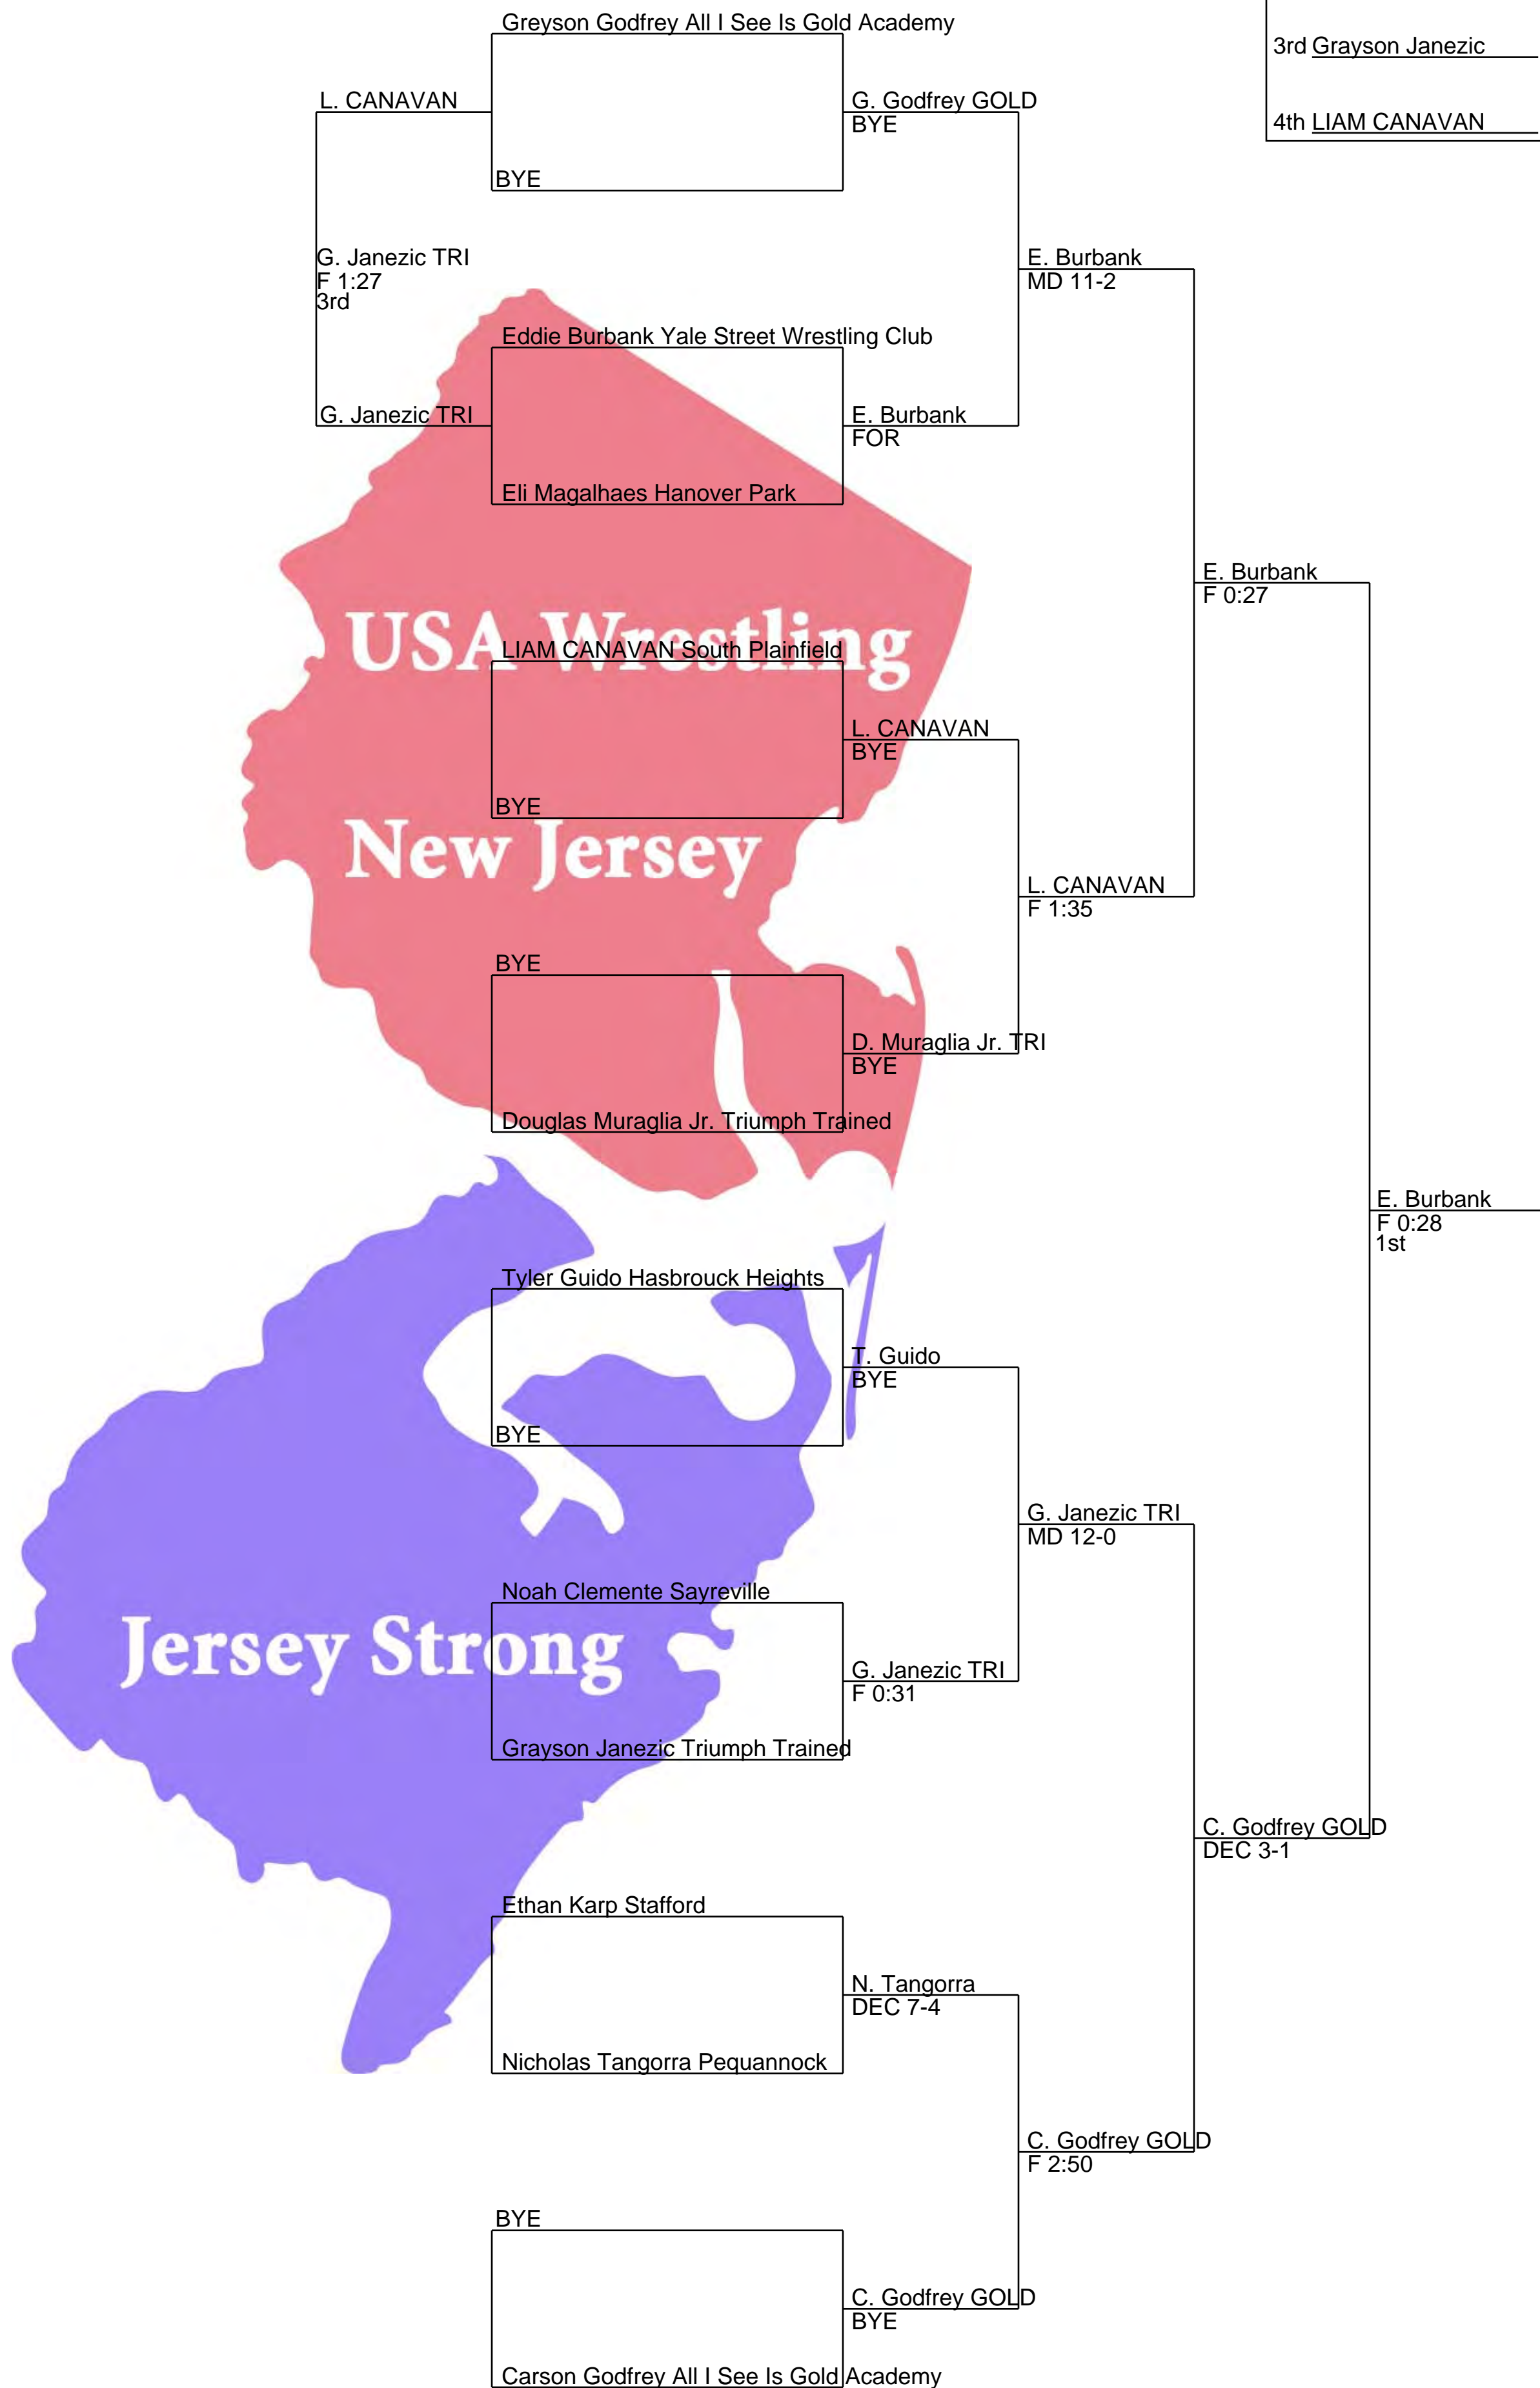 Greyson Godfrey All I See Is Gold Academy
3rd Grayson Janezic
L. CANAVAN
G. Godfrey GOLD
BYE
4th LIAM CANAVAN
BYE
G. Janezic TRI
F 1:27
3rd
E. Burbank
MD 11-2
Eddie Burbank Yale Street Wrestling Club
G. Janezic TRI
E. Burbank
FOR
Eli Magalhaes Hanover Park
E. Burbank
F 0:27
USA Wrestling
LIAM CANAVAN South Plainfield
L. CANAVAN
BYE
BYE
New Jersey
L. CANAVAN
F 1:35
BYE
D. Muraglia Jr. TRI
BYE
Douglas Muraglia Jr. Triumph Trained
E. Burbank
F 0:28
1st
Tyler Guido Hasbrouck Heights
T. Guido
BYE
BYE
G. Janezic TRI
MD 12-0
Noah Clemente Sayreville
Jersey Strong
G. Janezic TRI
F 0:31
Grayson Janezic Triumph Trained
C. Godfrey GOLD
DEC 3-1
Ethan Karp Stafford
N. Tangorra
DEC 7-4
Nicholas Tangorra Pequannock
C. Godfrey GOLD
F 2:50
BYE
C. Godfrey GOLD
BYE
Carson Godfrey All I See Is Gold Academy